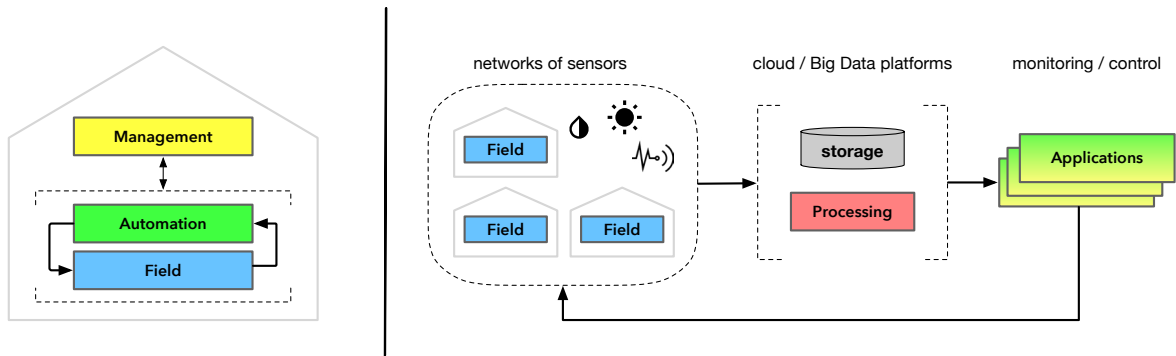 Management
Automation
Field
networks of sensors
cloud / Big Data platforms
monitoring / control
Field
Field
Field
storage
Processing
Applications